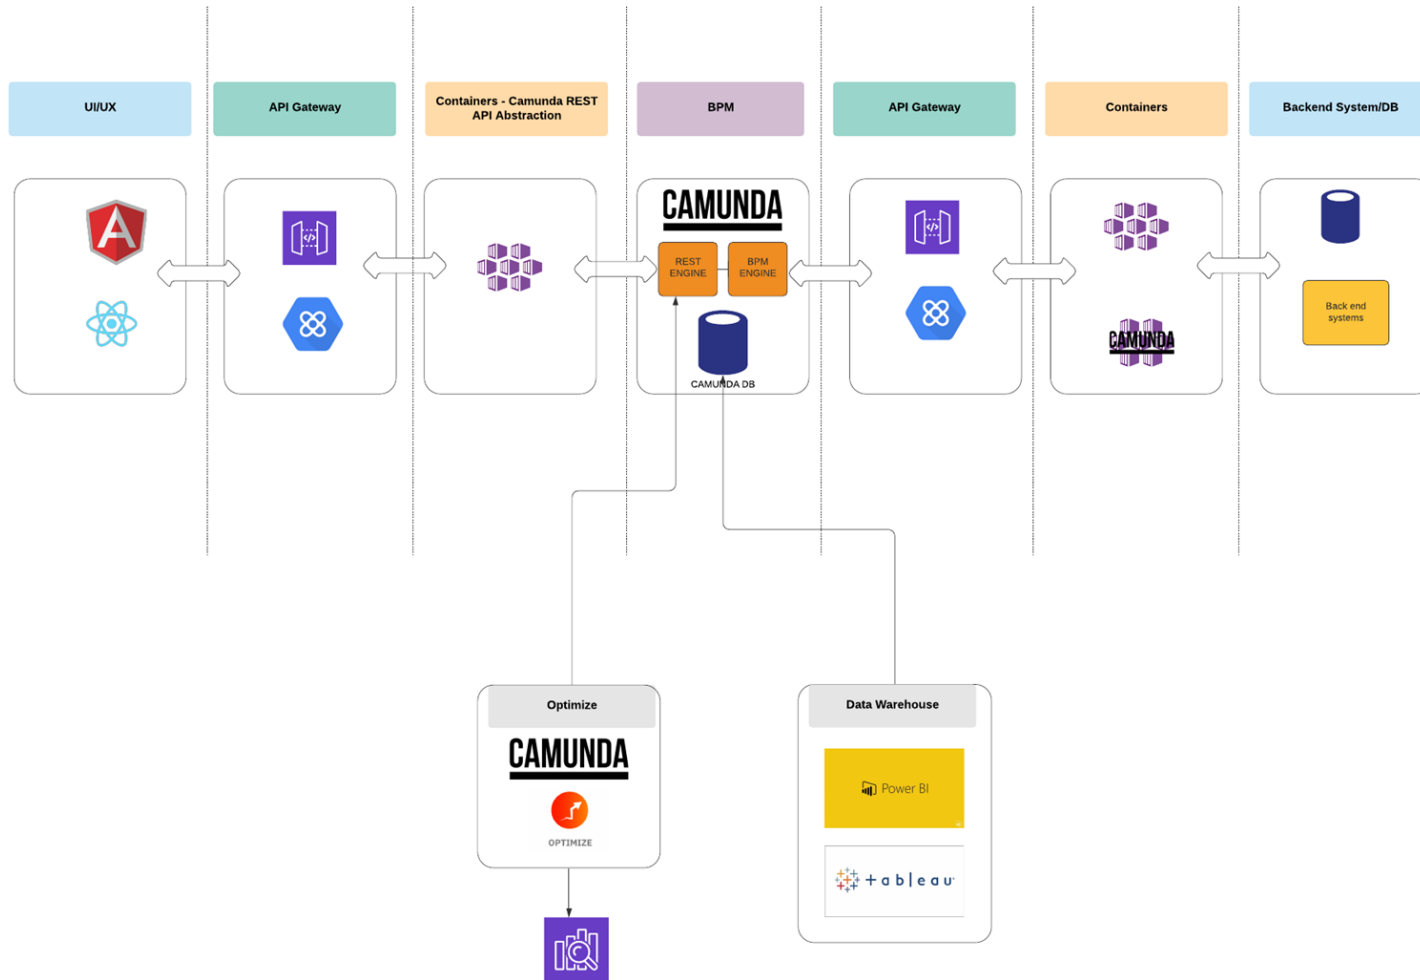 UI/UX
API Gateway
Containers - Camunda REST
API Abstraction
BPM
API Gateway
Containers
Backend System/DB
CAMUNDA
REST
ENGINE
BPM
ENGINE
CAMUNDA DB
CAMUNDA
Back end
systems
Optimize
CAMUNDA
OPTIMIZE
Data Warehouse
Power BI
+ableau